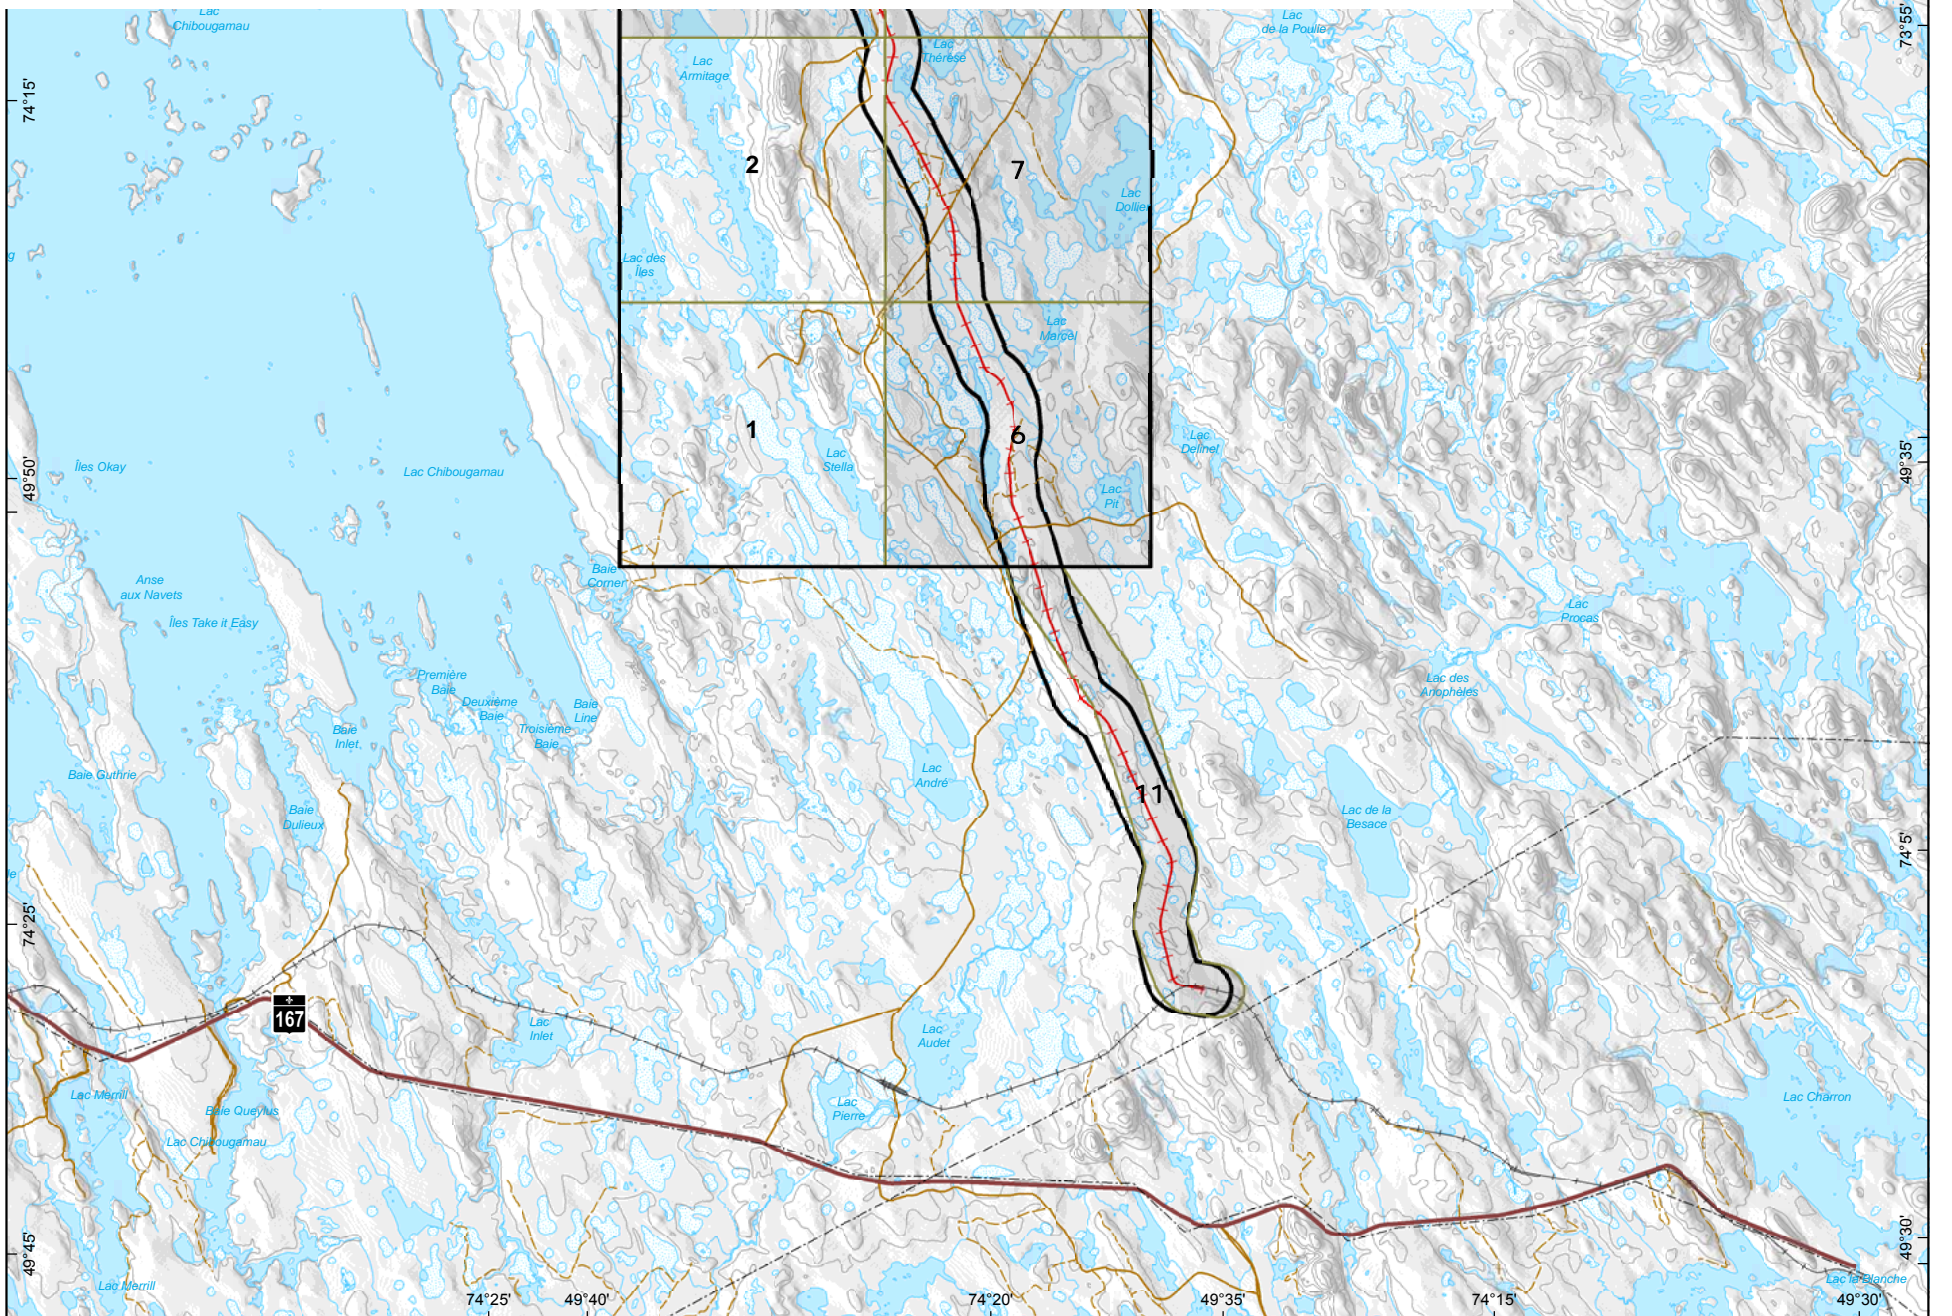 Lac
Chibougamau
Lac
de la Poulie
73°55'
Lac
Thérèse
Lac
Armitage
74°15'
2
7
Lac
Dollier
Lac des
Îles
Lac
Marcel
1
6
Lac
Stella
Lac
Delinel
Îles Okay
Lac Chibougamau
49°50'
49°35'
Lac
Pit
Baie
Corner
Anse
aux Navets
Îles Take it Easy
Lac
Procas
Première
Baie
Deuxième
Baie
Baie
Line
Troisième
Baie
Baie
Inlet
Lac des
Anophèles
Baie Guthrie
Lac
André
11
Baie
Dulieux
Lac de la
Besace
74°5'
74°25'
167
Lac
Inlet
Lac
Audet
Lac Merrill
Baie Queylus
Lac
Pierre
Lac Charron
Lac Chibougamau
49°45'
49°30'
Lac Merrill
Lac la Blanche
74°25'
49°40'
74°20'
49°35'
74°15'
49°30'